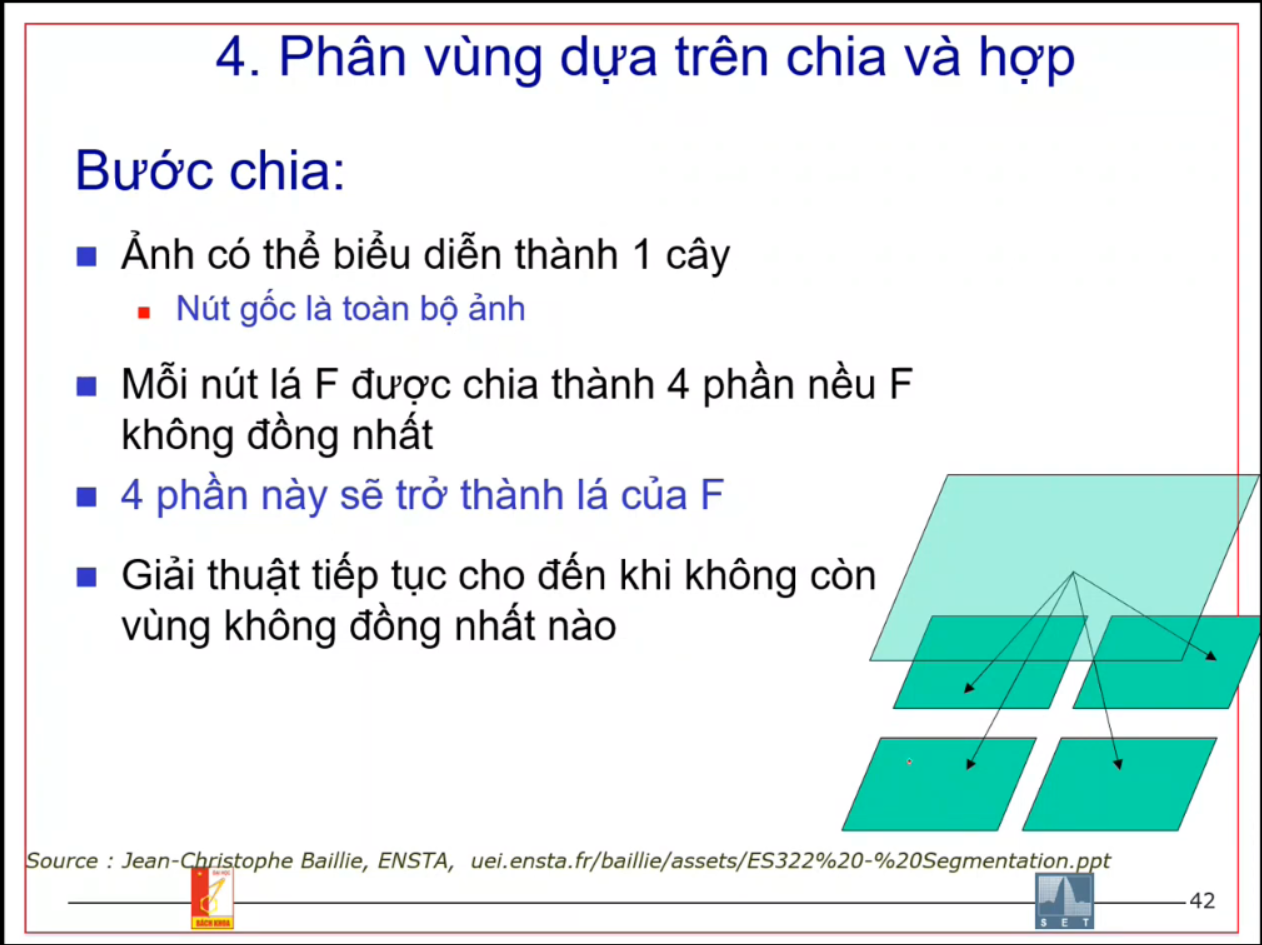 4. Phân vùng dựa trên chia và hợp
Bước chia:
Ảnh có thể biểu diễn thành 1 cây
Nút gốc là toàn bộ ảnh
Mỗi nút lá F được chia thành 4 phần nều F
không đồng nhất
4 phần này sẽ trở thành lá của F
Giải thuật tiếp tục cho đến khi không còn
vùng không đồng nhất nào
Source : Jean-Christophe Baillie, ENSTA, uei.ensta.fr/baillie/assets/ES322%20-%20Segmentation.ppt
ĐẠI HỌC
BÁCH KHOA
S E T
42